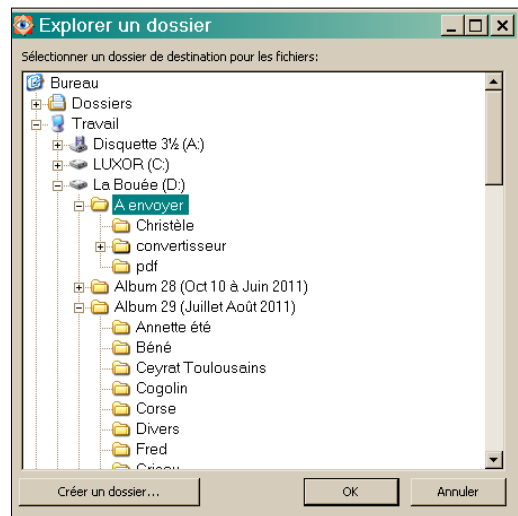 Explorer un dossier
Sélectionner un dossier de destination pour les fichiers:
Bureau
Dossiers
Travail
Disquette 3½ (A:)
LUXOR (C:)
La Bouée (D:)
A envoyer
Christèle
convertisseur
pdf
Album 28 (Oct 10 à Juin 2011)
Album 29 (Juillet Août 2011)
Annette été
Béné
Ceyrat Toulousains
Cogolin
Corse
Divers
Fred
Créer un dossier...
OK
Annuler